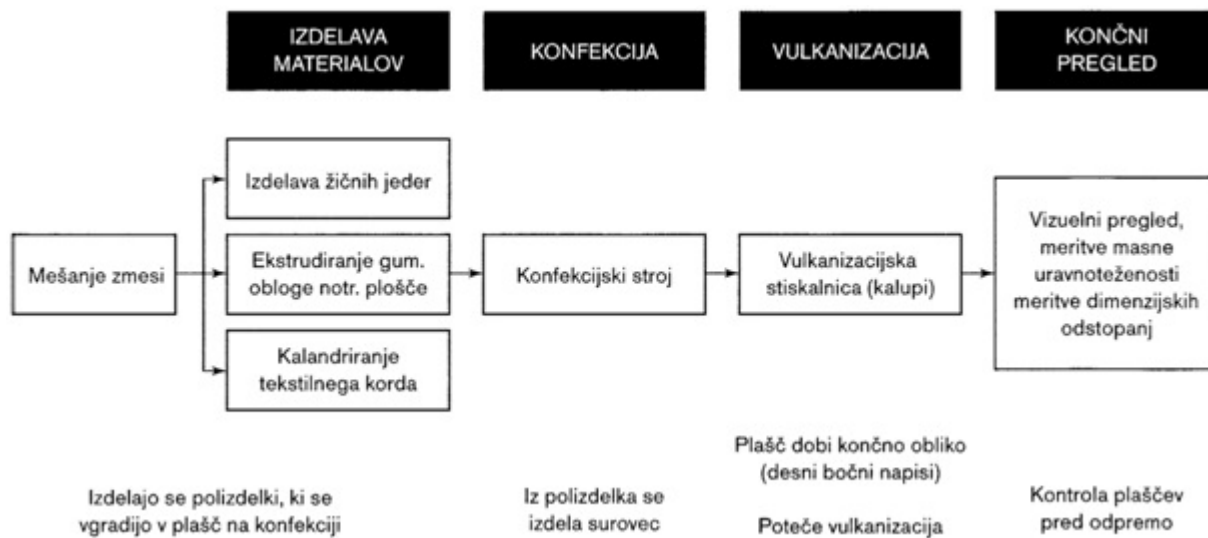 IZDELAVA
MATERIALOV
KONFEKCIJA
VULKANIZACIJA
KONČNI
PREGLED
Mešanje zmesi
Izdelava žičnih jeder
Ekstrudiranje gum.
obloge notr. plošče
Kalandriranje
tekstilnega korda
Konfekcijski stroj
Vulkanizacijska
stiskalnica (kalupi)
Vizuelni pregled,
meritve masne
uravnoteženosti
meritve dimenzijskih
odstopanj
Izdelajo se polizdelki, ki se
vgradijo v plašč na konfekciji
Iz polizdelka se
izdela surovec
Plašč dobi končno obliko
(desni bočni napisi)
Poteče vulkanizacija
Kontrola plaščev
pred odpremo